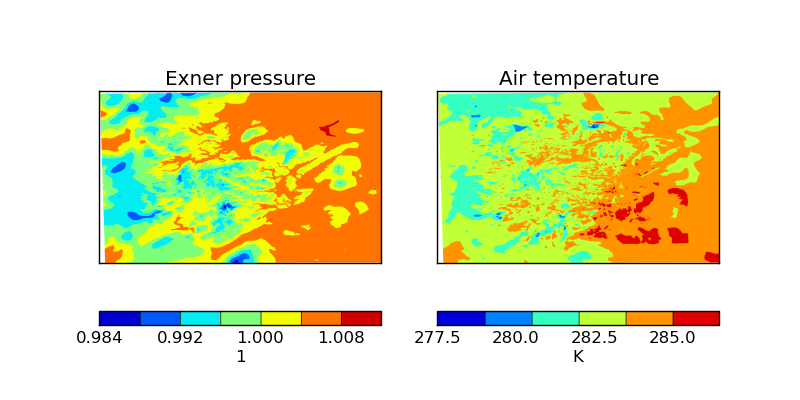 Exner pressure
Air temperature
0.984 0.992 1.000 1.008
1
277.5 280.0 282.5 285.0
K